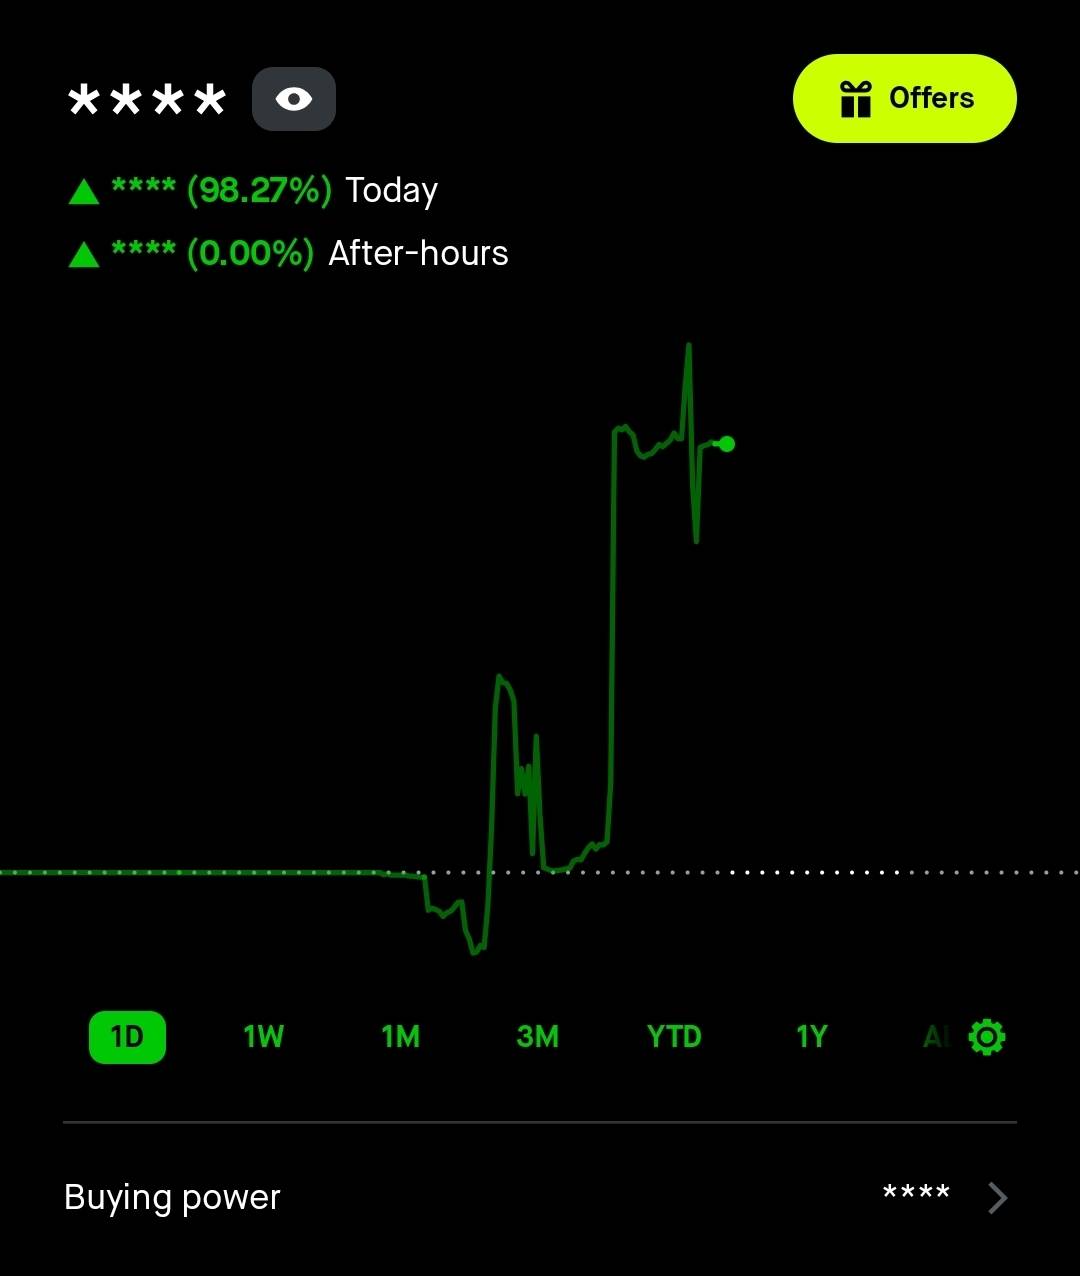 ****
Offers
**** (98.27%) Today
**** (0.00%) After-hours
1D 1W 1M 3M YTD 1Y
Buying power ****